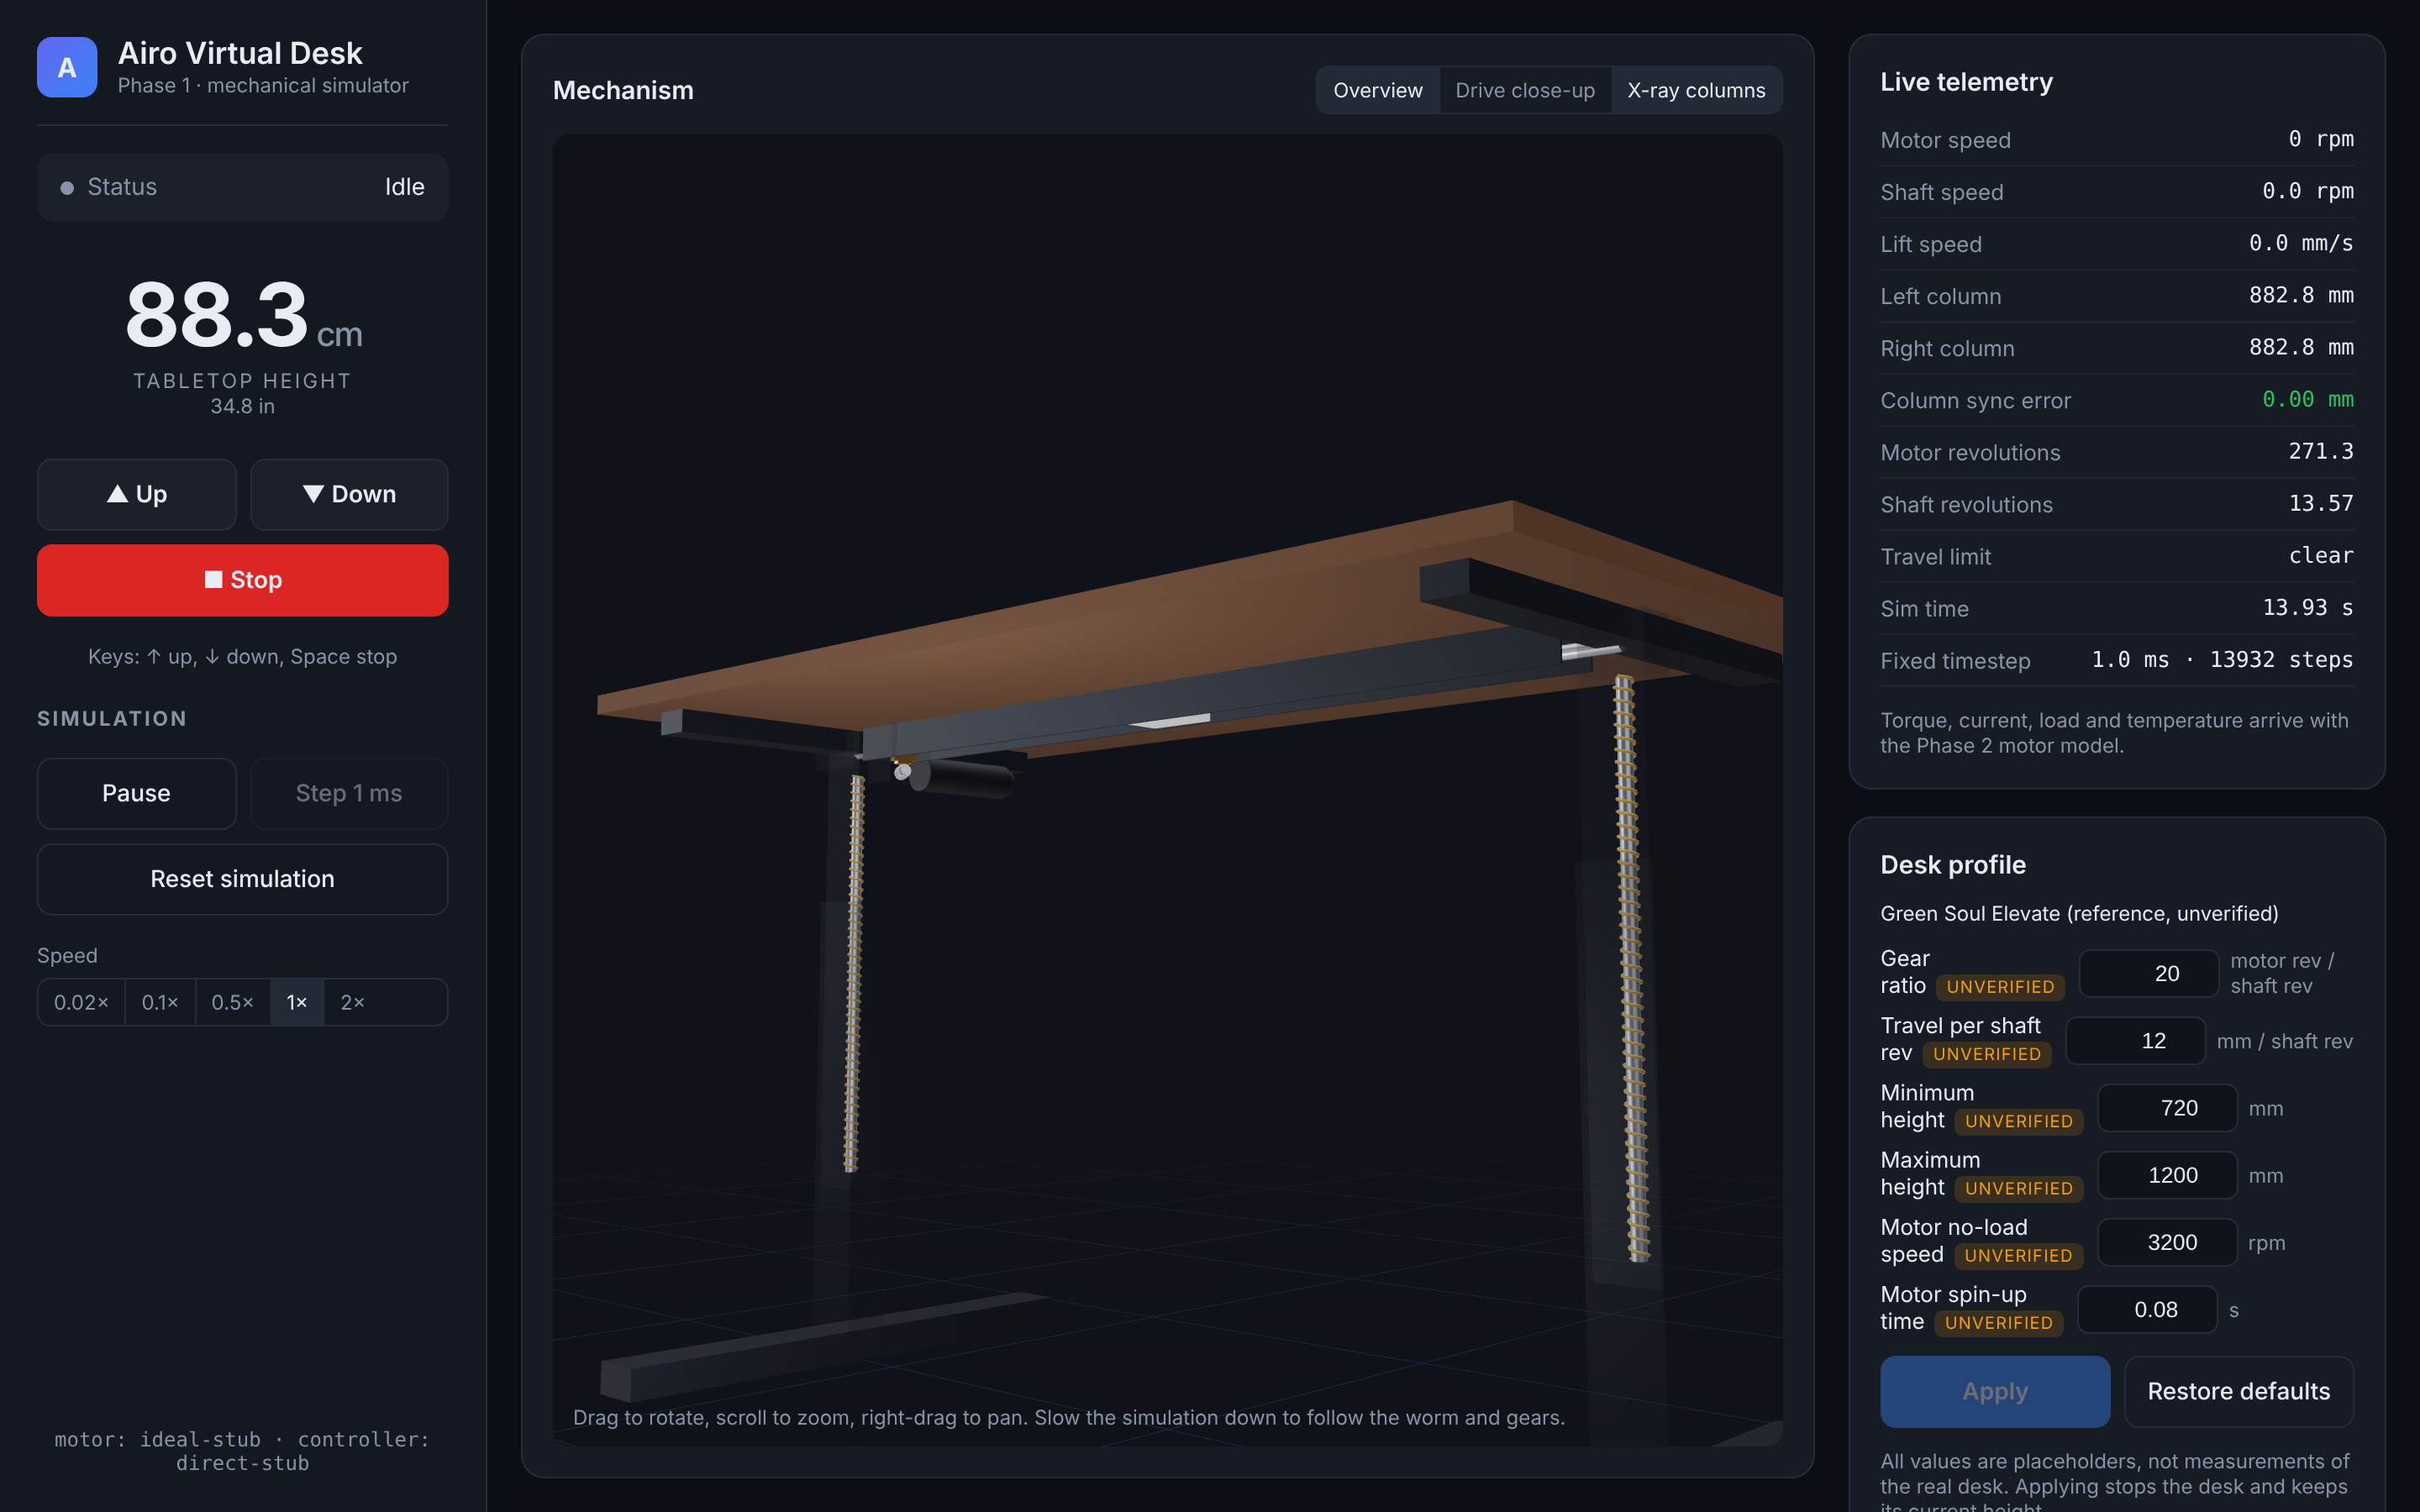 A
Airo Virtual Desk
Phase 1 · mechanical simulator
Status
Idle
88.3 cm
TABLETOP HEIGHT
34.8 in
▲ Up
▼ Down
■ Stop
Keys: ↑ up, ↓ down, Space stop
SIMULATION
Pause
Step 1 ms
Reset simulation
Speed
0.02× 0.1× 0.5× 1× 2×
motor: ideal-stub · controller:
direct-stub
Mechanism
Overview
Drive close-up
X-ray columns
Drag to rotate, scroll to zoom, right-drag to pan. Slow the simulation down to follow the worm and gears.
Live telemetry
Motor speed 0 rpm
Shaft speed 0.0 rpm
Lift speed 0.0 mm/s
Left column 882.8 mm
Right column 882.8 mm
Column sync error 0.00 mm
Motor revolutions 271.3
Shaft revolutions 13.57
Travel limit clear
Sim time 13.93 s
Fixed timestep 1.0 ms · 13932 steps
Torque, current, load and temperature arrive with
the Phase 2 motor model.
Desk profile
Green Soul Elevate (reference, unverified)
Gear
ratio UNVERIFIED 20 motor rev /
shaft rev
Travel per shaft
rev UNVERIFIED 12 mm / shaft rev
Minimum
height UNVERIFIED 720 mm
Maximum
height UNVERIFIED 1200 mm
Motor no-load
speed UNVERIFIED 3200 rpm
Motor spin-up
time UNVERIFIED 0.08 s
Apply
Restore defaults
All values are placeholders, not measurements of
the real desk. Applying stops the desk and keeps
its current height.